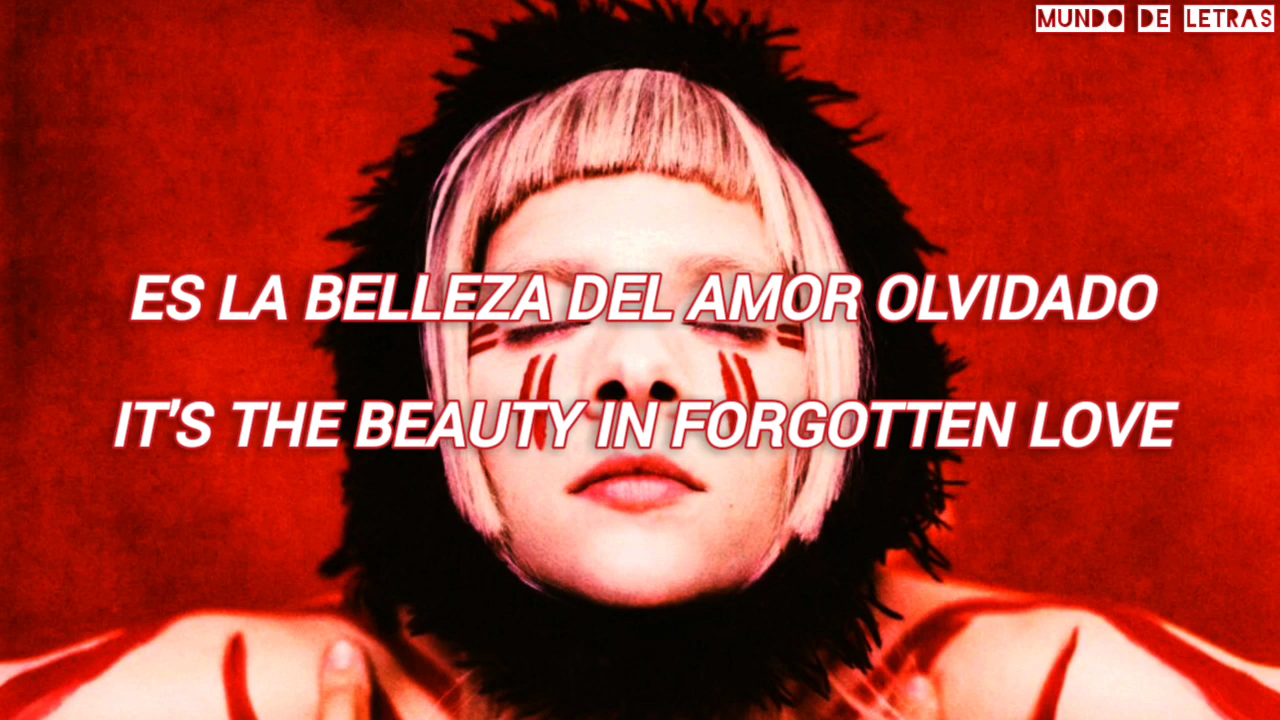 MUNDO DE LETRAS
ES LA BELLEZA DEL AMOR OLVIDADO
IT'S THE BEAUTY IN FORGOTTEN LOVE